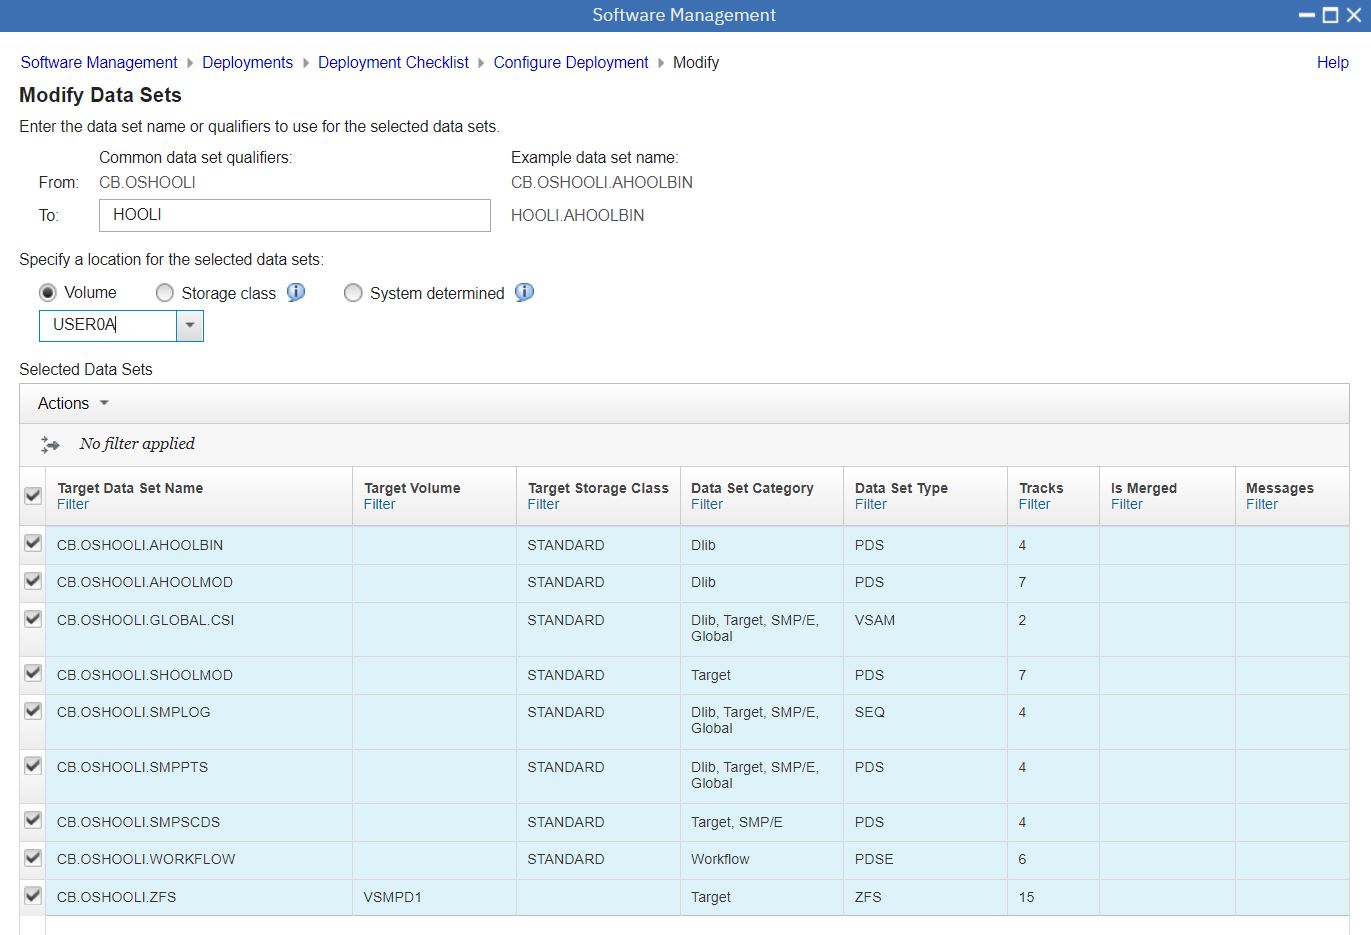 Software Management
Software Management Deployments Deployment Checklist Configure Deployment Modify Help
Modify Data Sets
Enter the data set name or qualifiers to use for the selected data sets.
Common data set qualifiers: Example data set name:
From: CB.OSHOOLI CB.OSHOOLI.AHOOLBIN
To: HOOLI HOOLI.AHOOLBIN
Specify a location for the selected data sets:
Volume Storage class System determined
USER0A
Selected Data Sets
Actions
No filter applied
Target Data Set Name Target Volume Target Storage Class Data Set Category Data Set Type Tracks Is Merged Messages
Filter Filter Filter Filter Filter Filter Filter Filter
CB.OSHOOLI.AHOOLBIN STANDARD Dlib PDS 4
CB.OSHOOLI.AHOOLMOD STANDARD Dlib PDS 7
CB.OSHOOLI.GLOBAL.CSI STANDARD Dlib, Target, SMP/E, VSAM 2
Global
CB.OSHOOLI.SHOOLMOD STANDARD Target PDS 7
CB.OSHOOLI.SMPLOG STANDARD Dlib, Target, SMP/E, SEQ 4
Global
CB.OSHOOLI.SMPPTS STANDARD Dlib, Target, SMP/E, PDS 4
Global
CB.OSHOOLI.SMPSCDS STANDARD Target, SMP/E PDS 4
CB.OSHOOLI.WORKFLOW STANDARD Workflow PDSE 6
CB.OSHOOLI.ZFS VSMPD1 Target ZFS 15